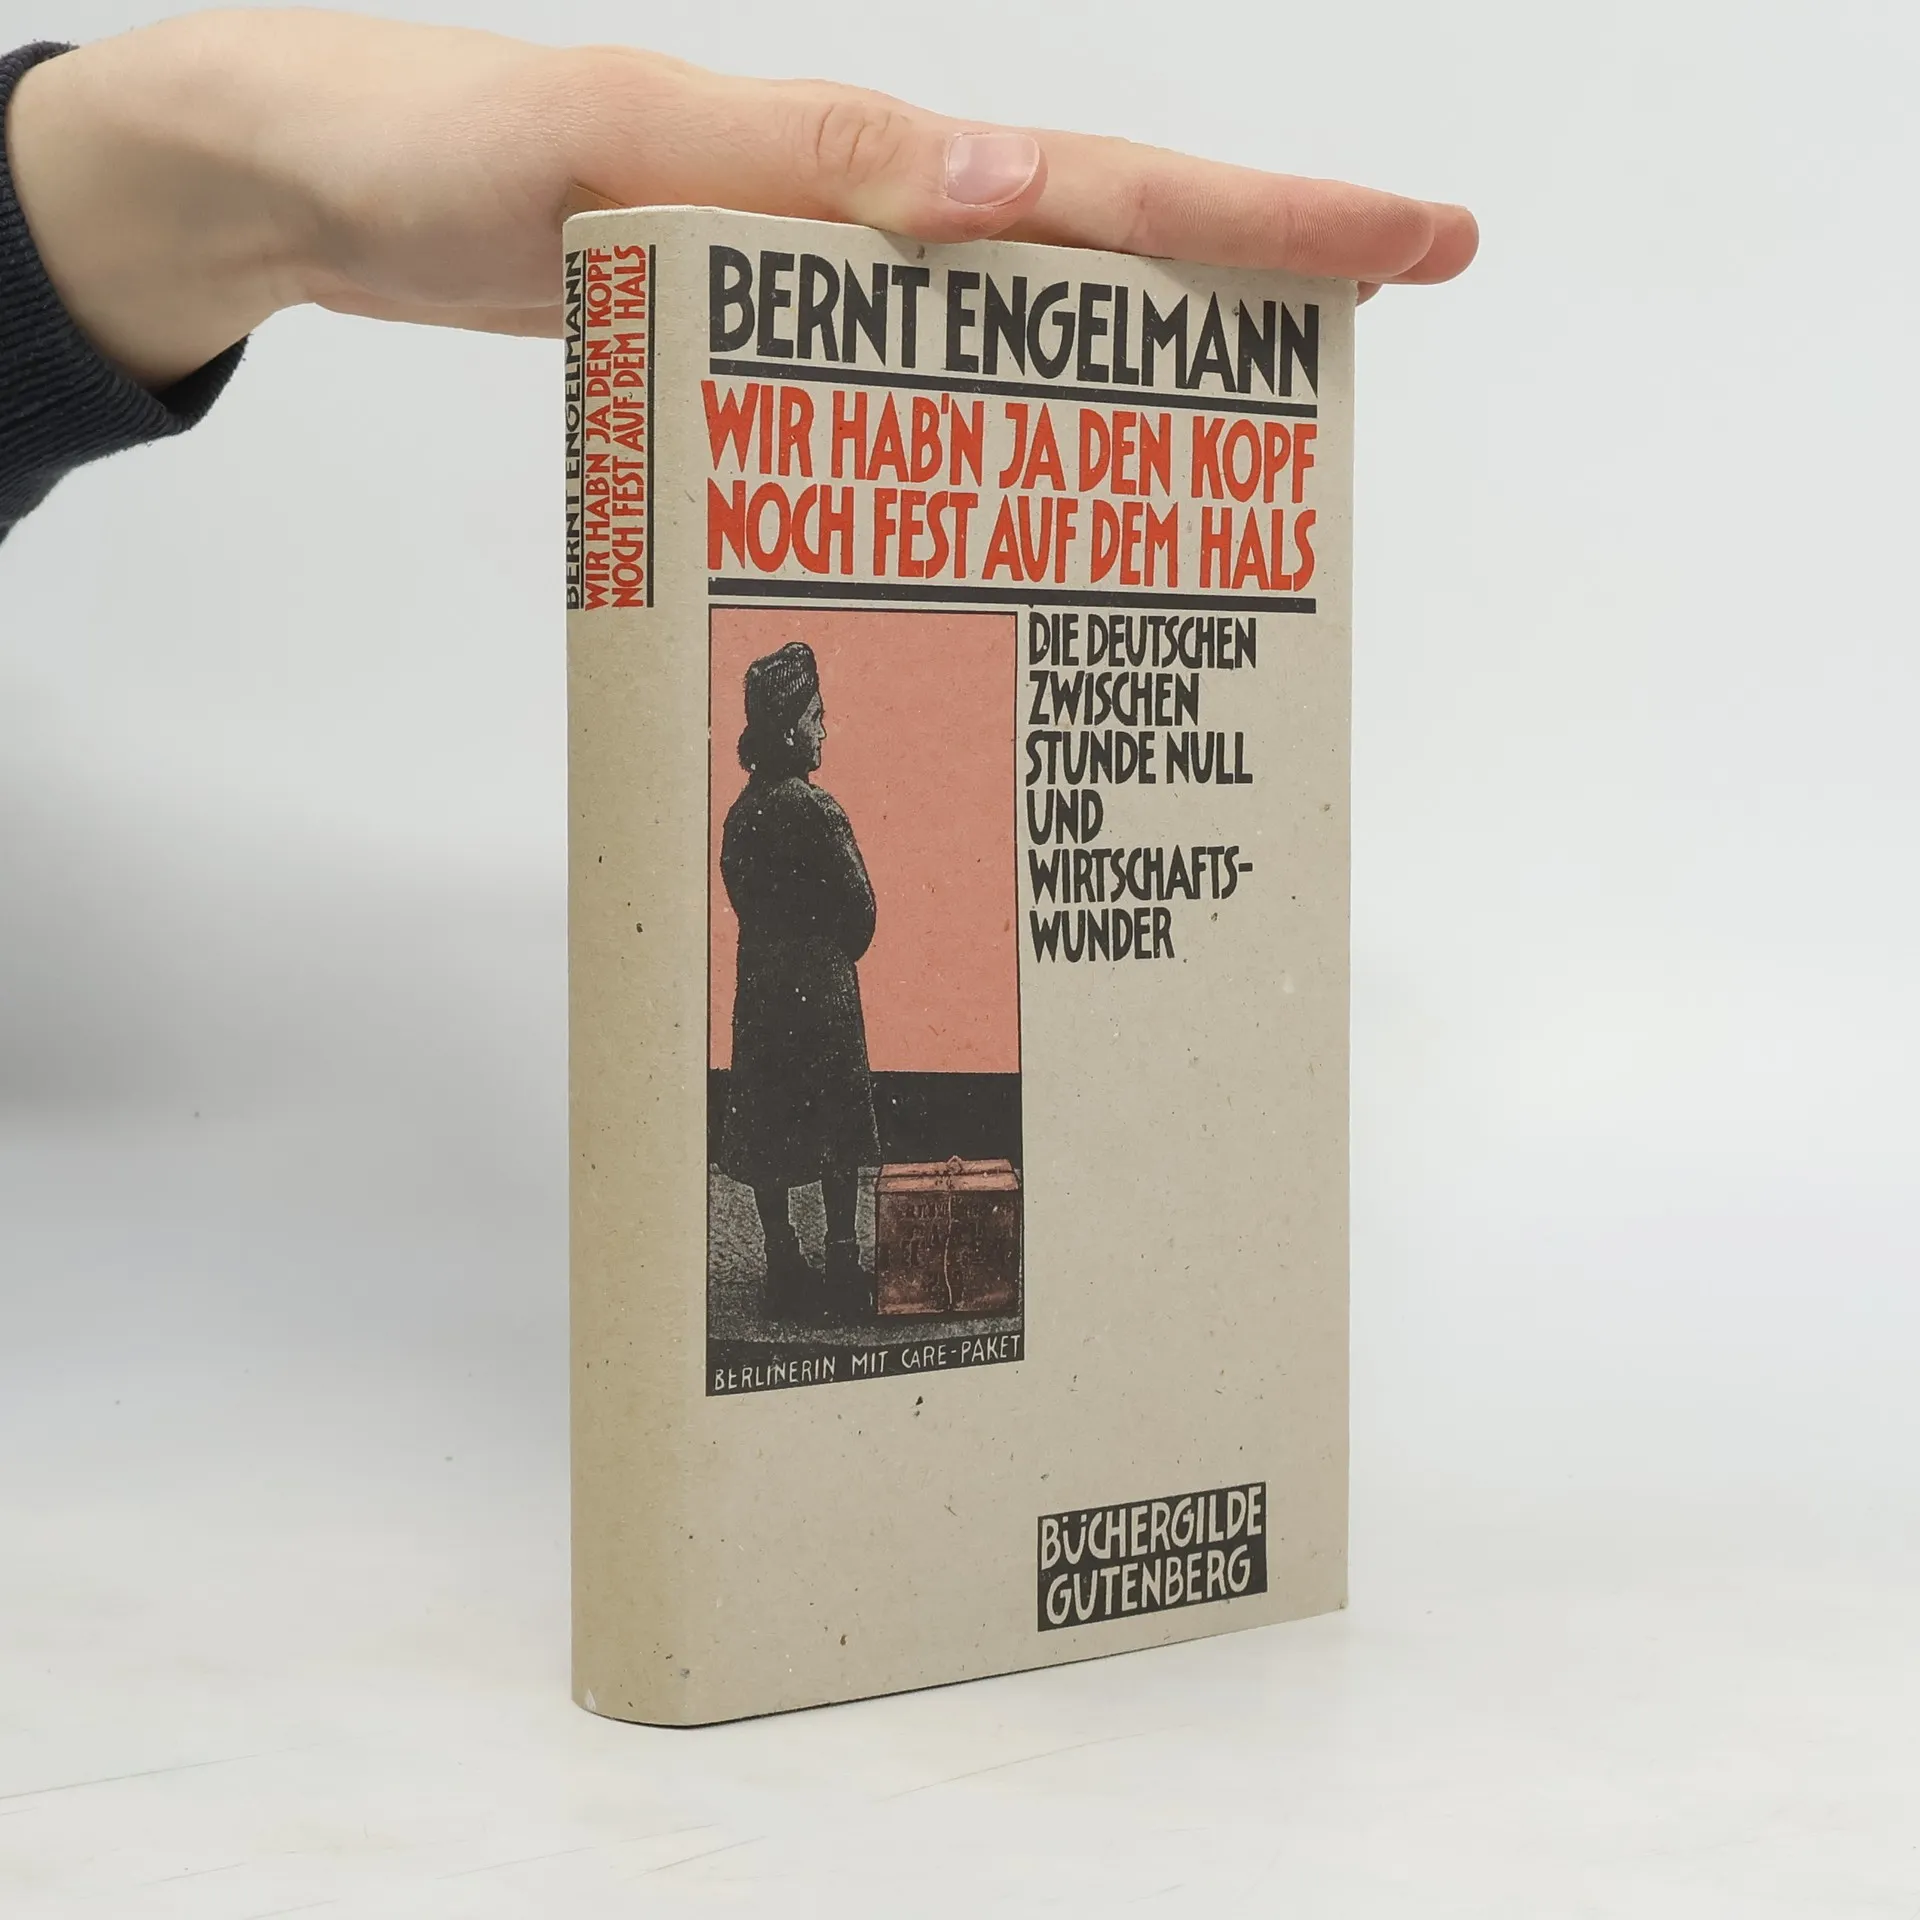 BERNT ENGELMANN
WIR HAB'N JA DEN KOPF
NOCH FEST AUF DEM HALS
BERNT ENGELMANN
WIR HAB'N JA DEN KOPF
NOCH FEST AUF DEM HALS
DIE DEUTSCHEN
ZWISCHEN
STUNDE NULL
UND
WIRTSCHAFTS-
WUNDER
BERLINERIN MIT CARE-PAKET
BÜCHERGILDE
GUTENBERG